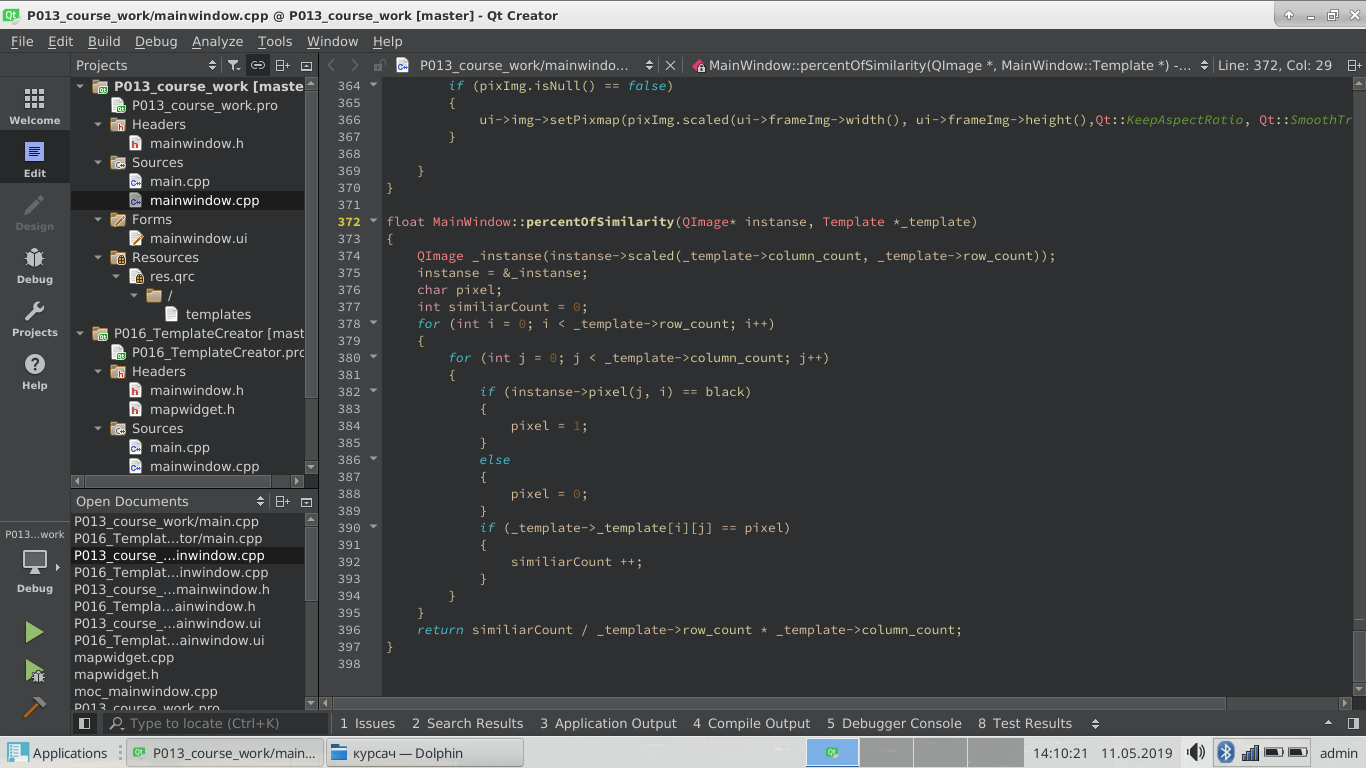 P013_course_work/mainwindow.cpp @ P013_course_work [master] - Qt Creator
File Edit Build Debug Analyze Tools Window Help
Projects
P013_course_work/mainwindo...
MainWindow::percentOfSimilarity(QImage *, MainWindow::Template *) -...
Line: 372, Col: 29
Welcome
Edit
Design
Debug
Projects
Help
P013...work
Debug
P013_course_work [maste
P013_course_work.pro
Headers
mainwindow.h
Sources
main.cpp
mainwindow.cpp
Forms
mainwindow.ui
Resources
res.qrc
/
templates
P016_TemplateCreator [mast
P016_TemplateCreator.prc
Headers
mainwindow.h
mapwidget.h
Sources
main.cpp
mainwindow.cpp
Open Documents
P013_course_work/main.cpp
P016_Templat...tor/main.cpp
P013_course_...inwindow.cpp
P016_Templat...inwindow.cpp
P013_course_...mainwindow.h
P016_Templa...ainwindow.h
P013_course_...ainwindow.ui
P016_Templat...ainwindow.ui
mapwidget.cpp
mapwidget.h
moc_mainwindow.cpp
P013_course_work.pro
364 if (pixImg.isNull() == false)
365 {
366 ui->img->setPixmap(pixImg.scaled(ui->frameImg->width(), ui->frameImg->height(),Qt::KeepAspectRatio, Qt::SmoothTr
367 }
368
369 }
370 }
371
372 float MainWindow::percentOfSimilarity(QImage* instanse, Template *_template)
373 {
374 QImage _instanse(instanse->scaled(_template->column_count, _template->row_count));
375 instanse = &_instanse;
376 char pixel;
377 int similiarCount = 0;
378 for (int i = 0; i < _template->row_count; i++)
379 {
380 for (int j = 0; j < _template->column_count; j++)
381 {
382 if (instanse->pixel(j, i) == black)
383 {
384 pixel = 1;
385 }
386 else
387 {
388 pixel = 0;
389 }
390 if (_template->_template[i][j] == pixel)
391 {
392 similiarCount ++;
393 }
394 }
395 }
396 return similiarCount / _template->row_count * _template->column_count;
397 }
398
Type to locate (Ctrl+K)
1 Issues 2 Search Results 3 Application Output 4 Compile Output 5 Debugger Console 8 Test Results
Applications
P013_course_work/main...
курсач — Dolphin
14:10:21 11.05.2019
admin